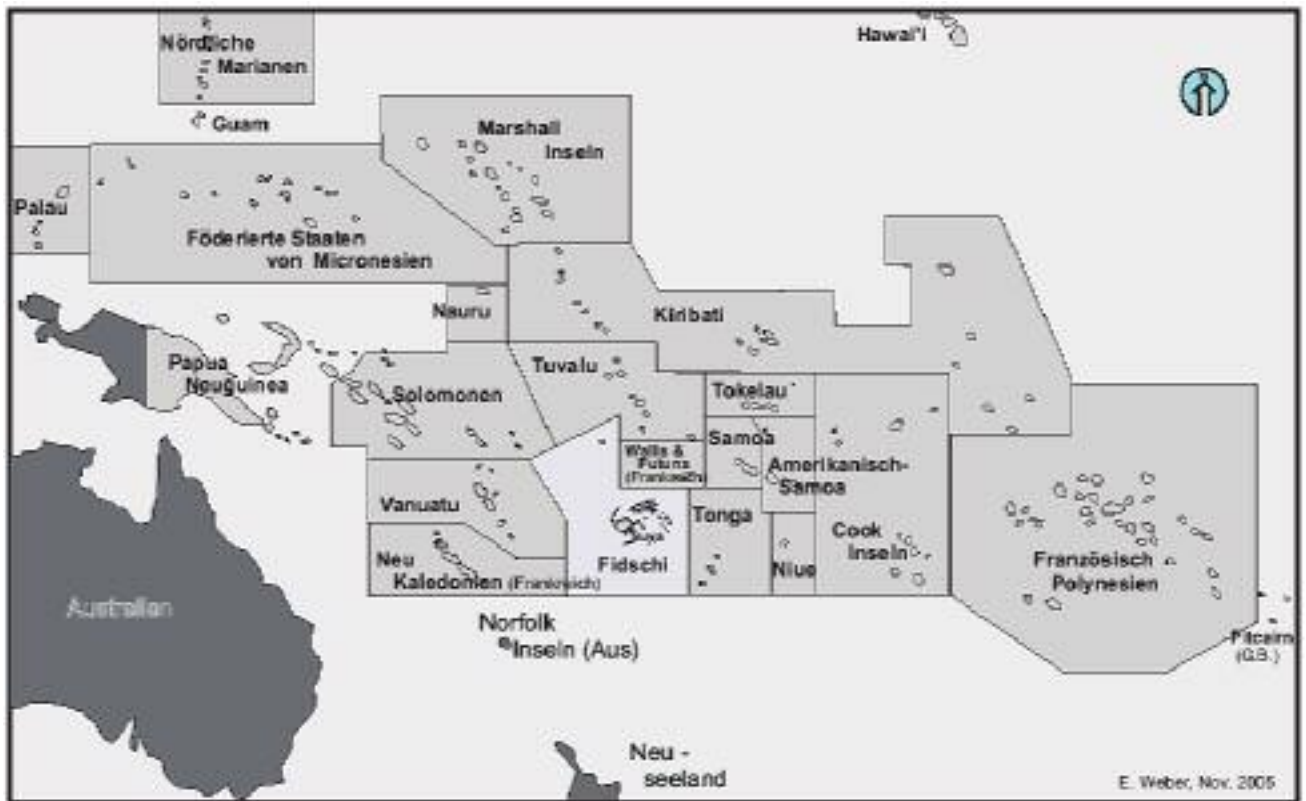 Hawai'i
Nördliche
Marianen
Guam
Marshall
Inseln
Palau
Föderierte Staaten
von Micronesien
Nauru
Kiribati
Papua
Neuguinea
Solomonen
Tuvalu
Tokelau
Samoa
Wallis &
Futuna
(Frankreich)
Amerikanisch-
Samoa
Vanuatu
Tonga
Cook
Inseln
Neu
Kaledonien (Frankreich)
Fidschi
Niue
Französisch
Polynesien
Australien
Norfolk
Inseln (Aus)
Pitcairn
(G.B.)
Neu -
seeland
E. Weber, Nov. 2005